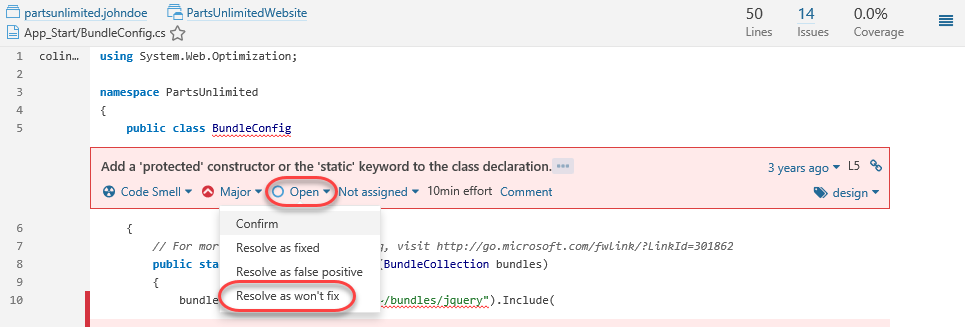 partsunlimited.johndoe PartsUnlimitedWebsite
App_Start/BundleConfig.cs
50 14 0.0%
Lines Issues Coverage
1 colin... using System.Web.Optimization;
2
3 namespace PartsUnlimited
4 {
5 public class BundleConfig
Add a 'protected' constructor or the 'static' keyword to the class declaration. ...
3 years ago L5
Code Smell Major Open Not assigned 10min effort Comment design
Confirm
Resolve as fixed
Resolve as false positive
Resolve as won't fix
6 {
7 // For mor , visit http://go.microsoft.com/fwlink/?LinkId=301862
8 public sta (BundleCollection bundles)
9 {
10 bundle ~/bundles/jquery").Include(